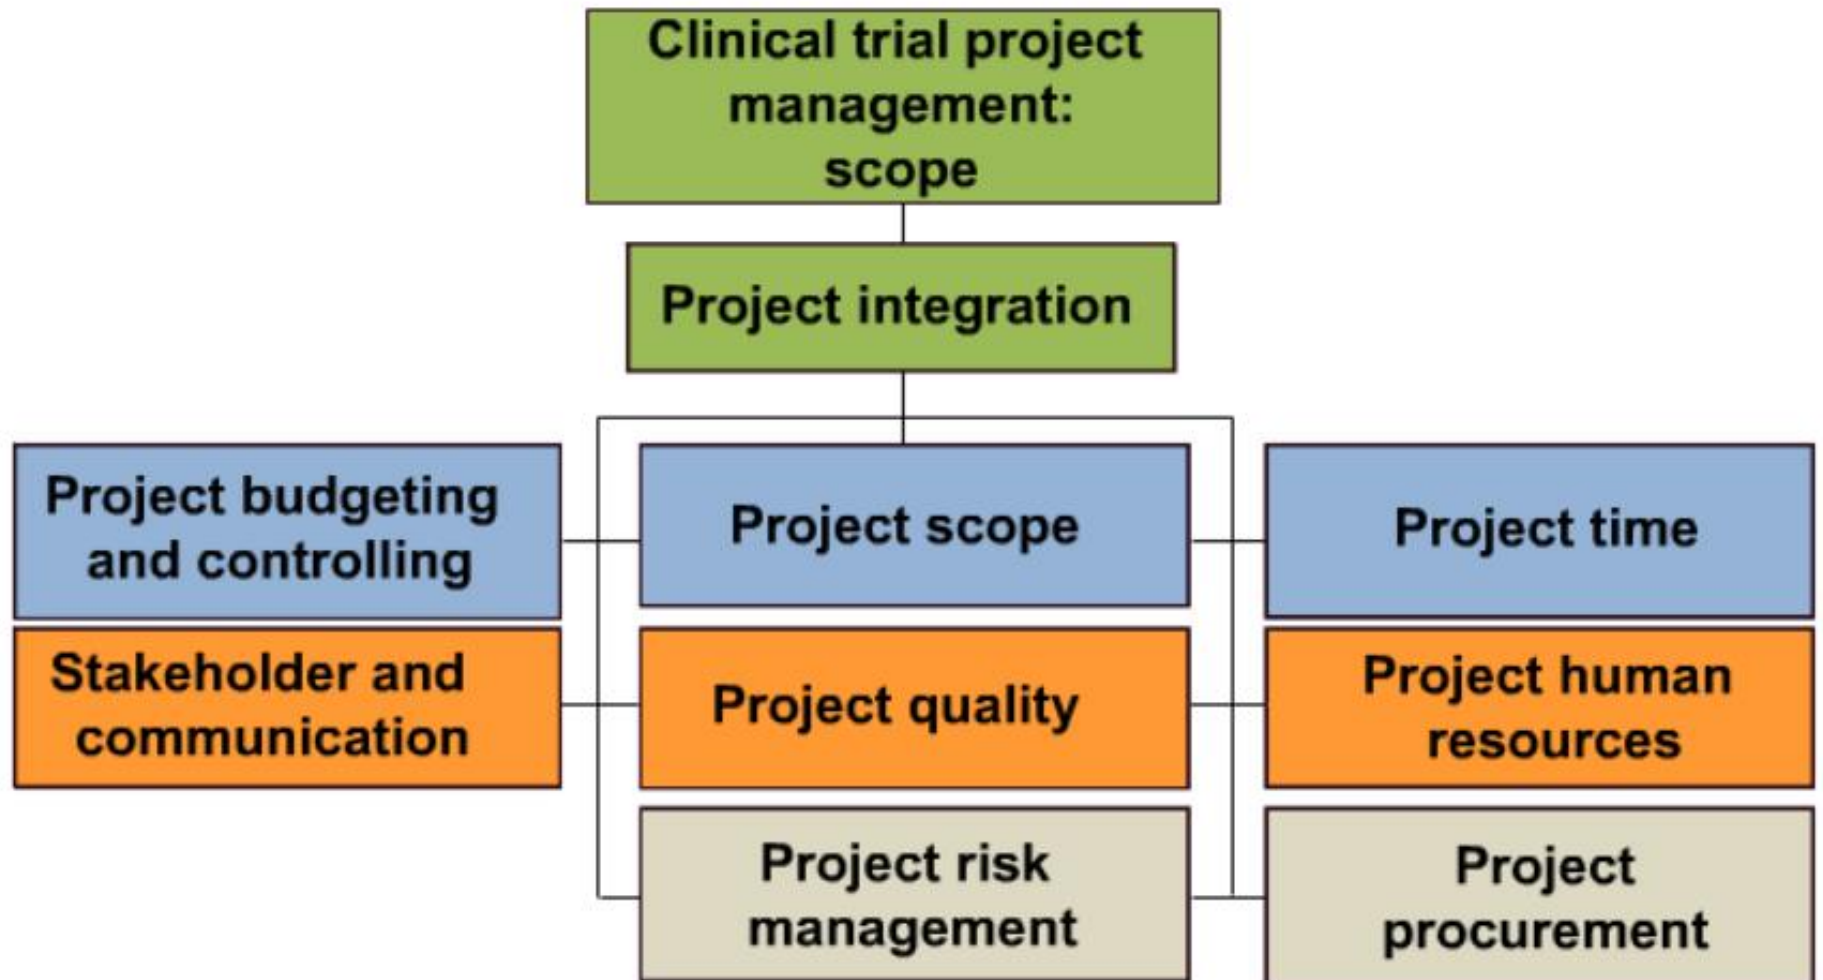 Clinical trial project
management:
scope
Project integration
Project budgeting
and controlling
Project scope
Project time
Stakeholder and
communication
Project quality
Project human
resources
Project risk
management
Project
procurement